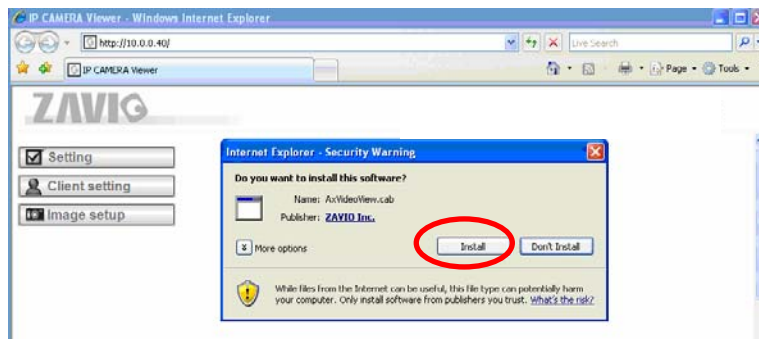 IP CAMERA Viewer - Windows Internet Explorer
http://10.0.0.40/
Live Search
IP CAMERA Viewer
Page
Tools
ZAVIO
Setting
Client setting
Image setup
Internet Explorer - Security Warning
Do you want to install this software?
Name: AxVideoView.cab
Publisher: ZAVIO Inc.
More options
Install
Don't Install
While files from the Internet can be useful, this file type can potentially harm
your computer. Only install software from publishers you trust. What's the risk?